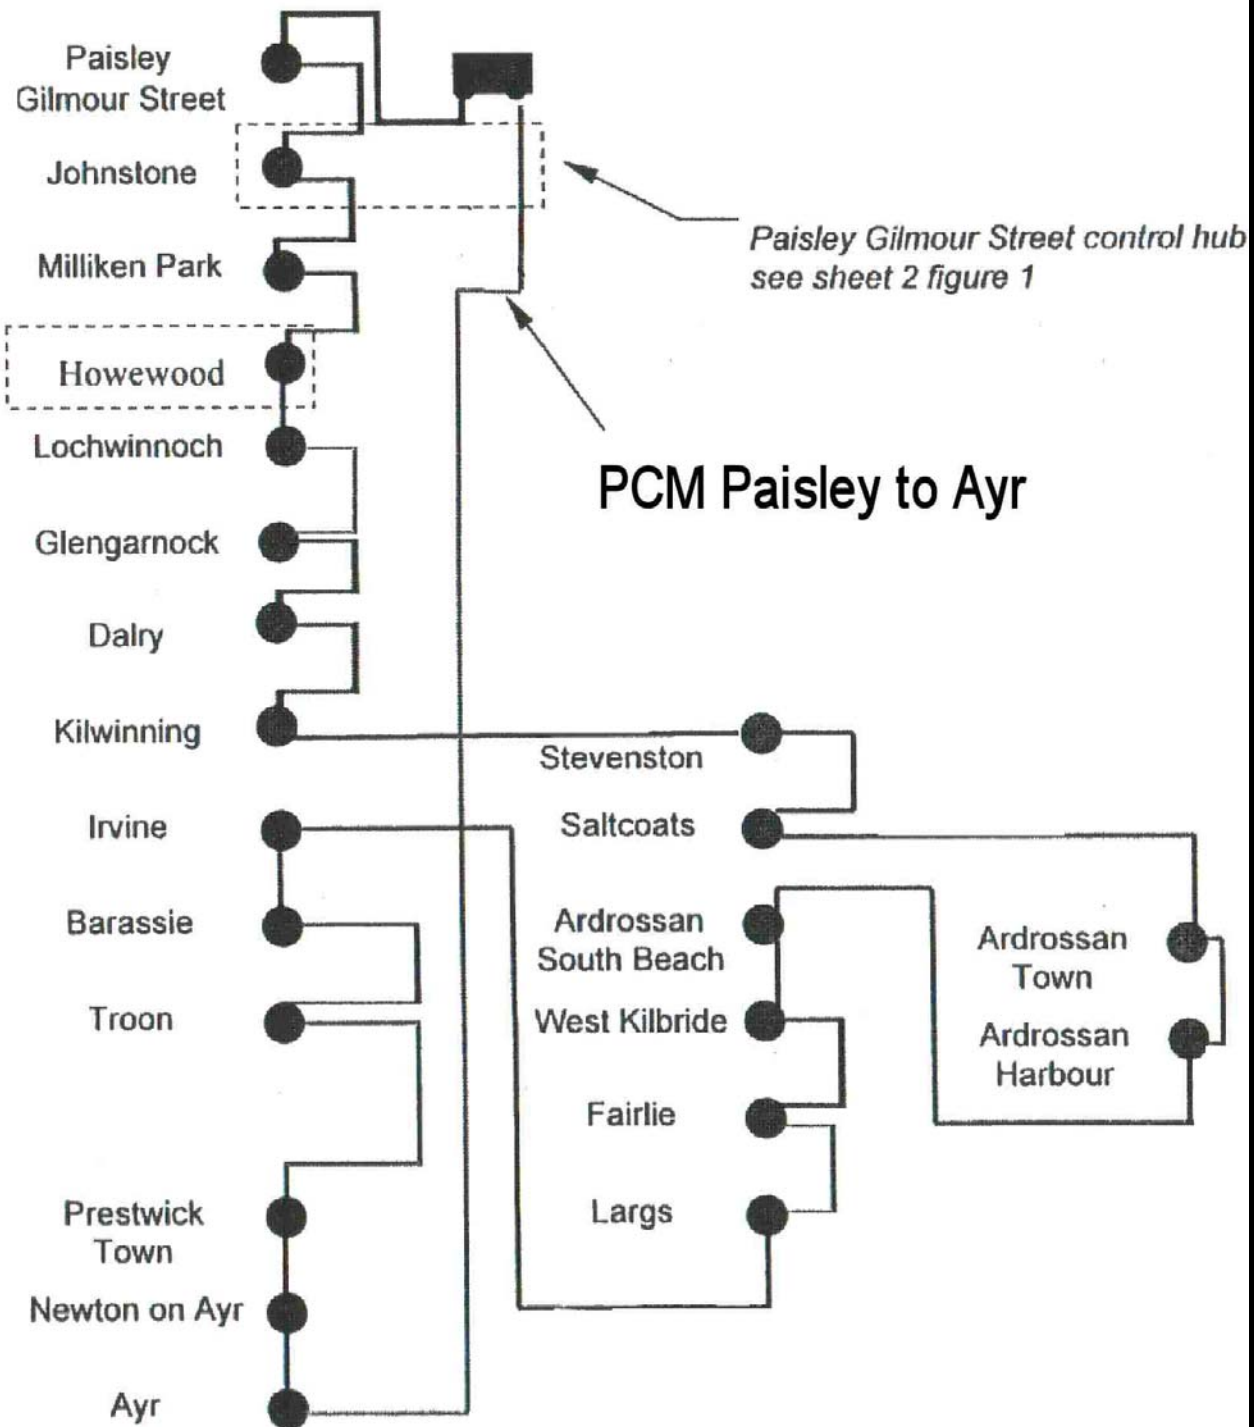 Paisley
Gilmour Street
Johnstone
Paisley Gilmour Street control hub
see sheet 2 figure 1
Milliken Park
Howewood
Lochwinnoch
PCM Paisley to Ayr
Glengarnock
Dalry
Kilwinning
Stevenston
Irvine
Saltcoats
Barassie
Ardrossan
South Beach
Ardrossan
Town
Troon
West Kilbride
Ardrossan
Harbour
Fairlie
Prestwick
Town
Largs
Newton on Ayr
Ayr